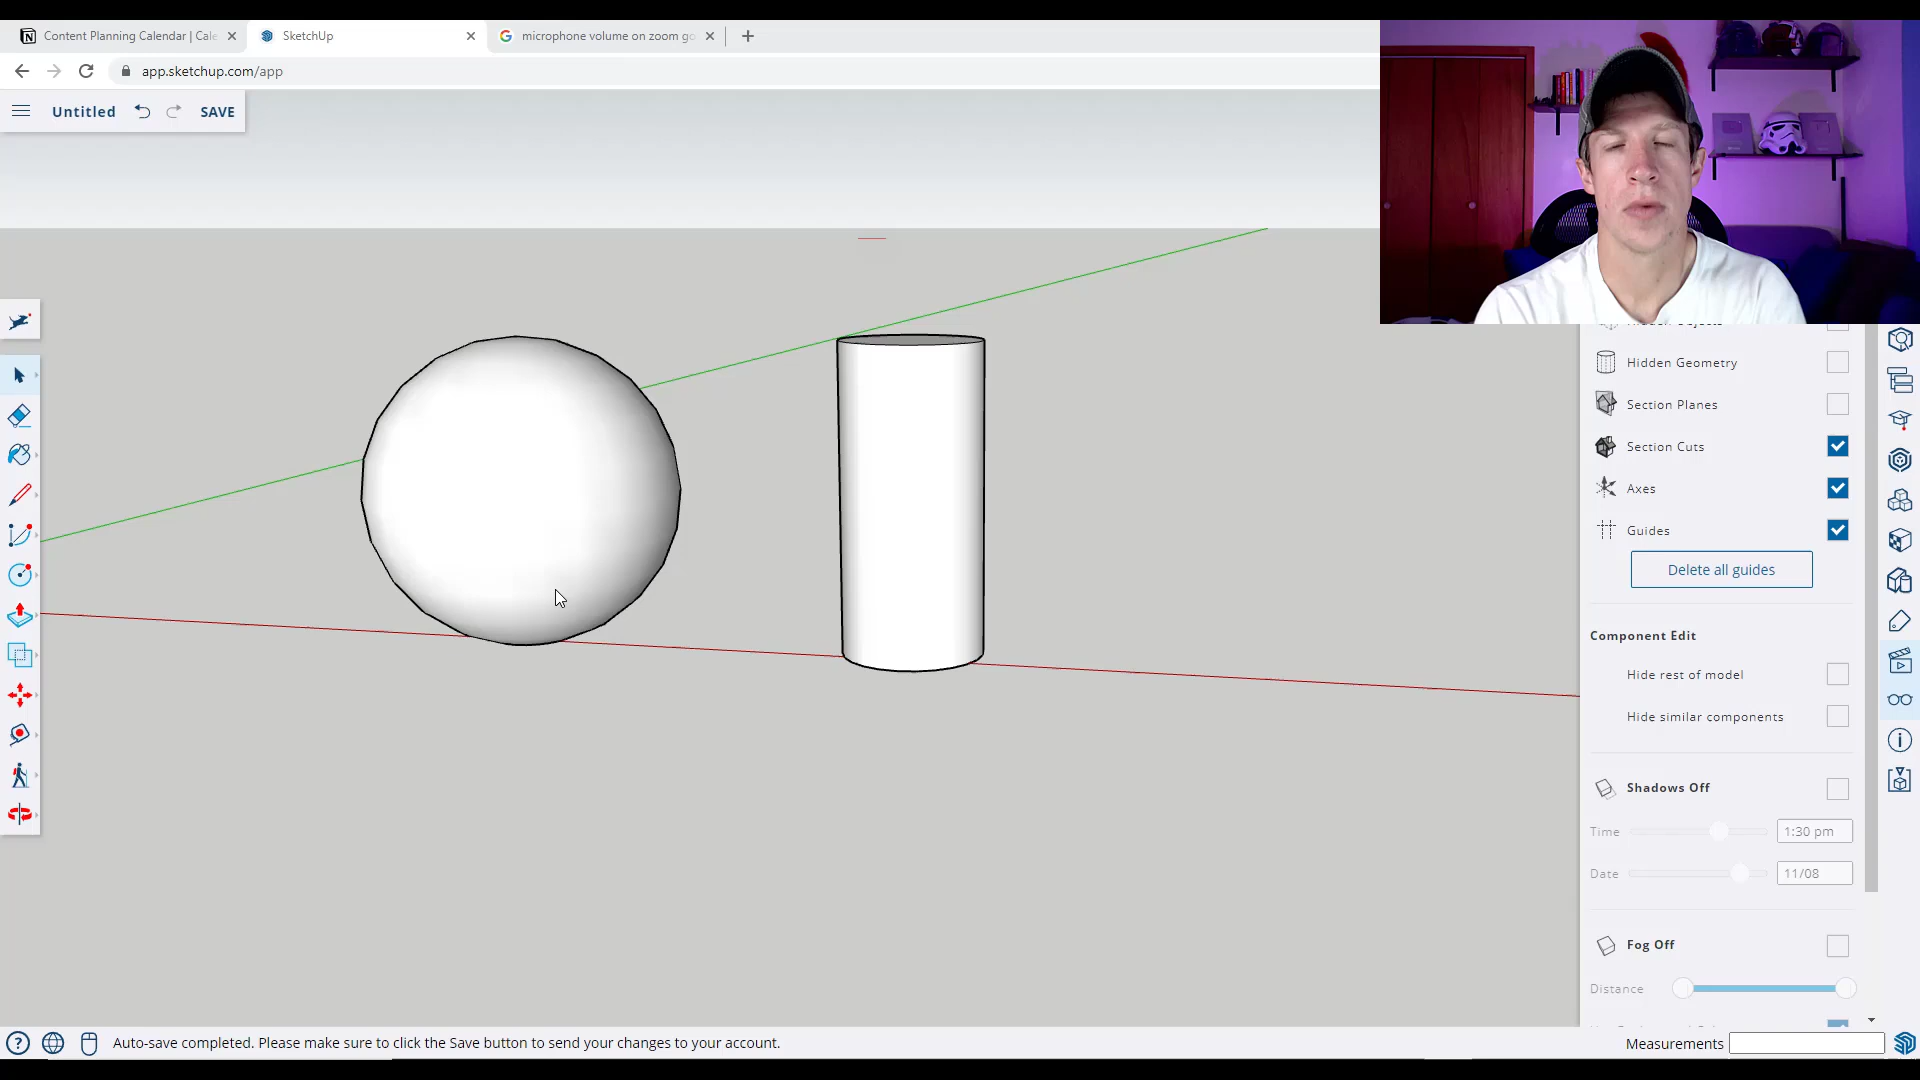 Content Planning Calendar | Cale
SketchUp
microphone volume on zoom go
app.sketchup.com/app
Untitled
SAVE
Hidden Geometry
Section Planes
Section Cuts
Axes
Guides
Delete all guides
Component Edit
Hide rest of model
Hide similar components
Shadows Off
Time
1:30 pm
Date
11/08
Fog Off
Distance
Auto-save completed. Please make sure to click the Save button to send your changes to your account.
Measurements